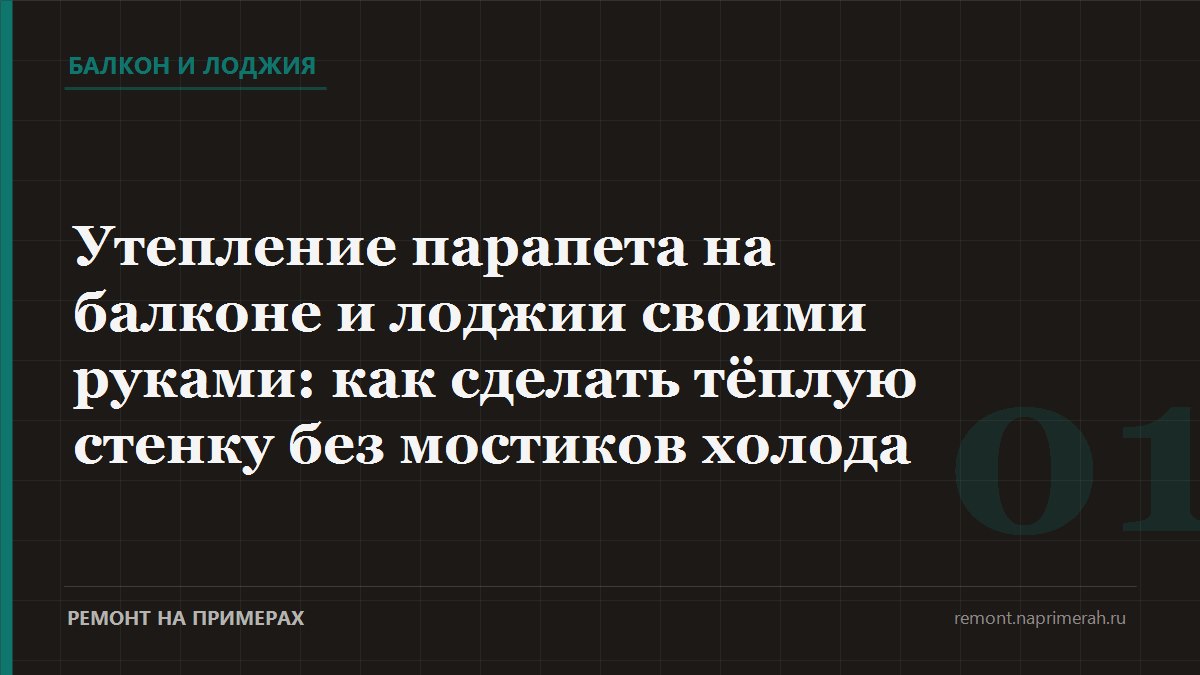 БАЛКОН И ЛОДЖИЯ
Утепление парапета на
балконе и лоджии своими
руками: как сделать тёплую
стенку без мостиков холода
01
РЕМОНТ НА ПРИМЕРАХ
remont.naprimerah.ru